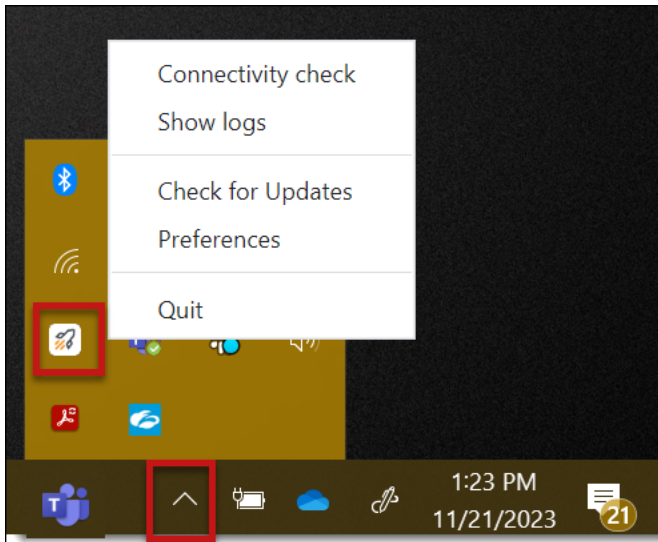 Connectivity check
Show logs
Check for Updates
Preferences
Quit
T
1:23 PM
11/21/2023
21